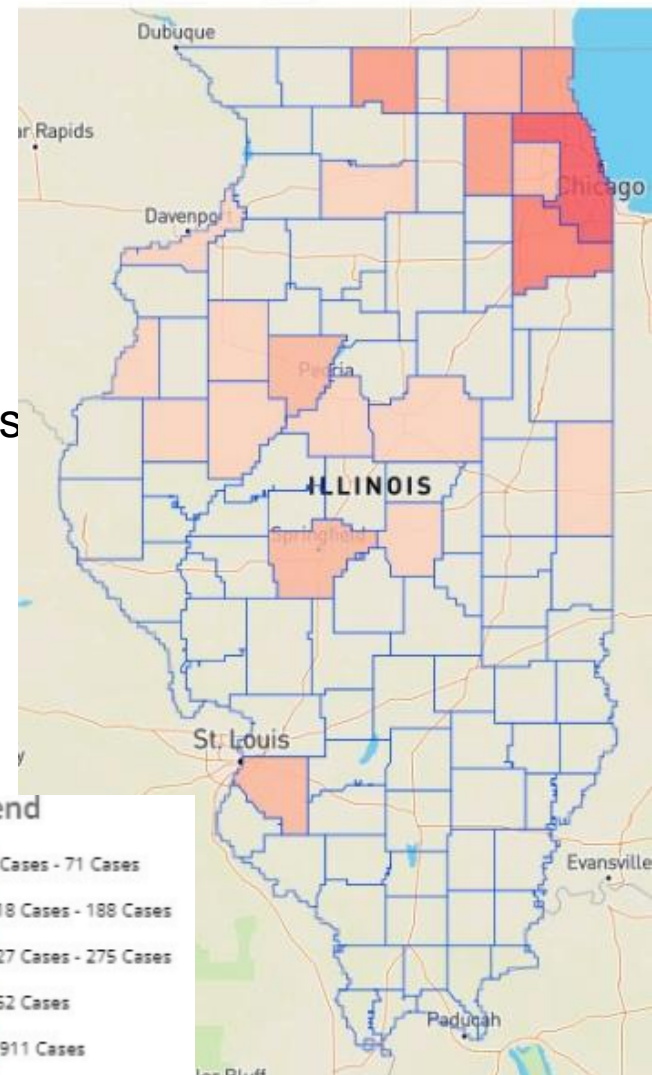 Dubuque
Rapids
Chicago
Davenport
s
Peoria
ILLINOIS
Springfield
St. Louis
end
Cases - 71 Cases
18 Cases - 188 Cases
27 Cases - 275 Cases
52 Cases
911 Cases
Evansville
Paducah
Bluff